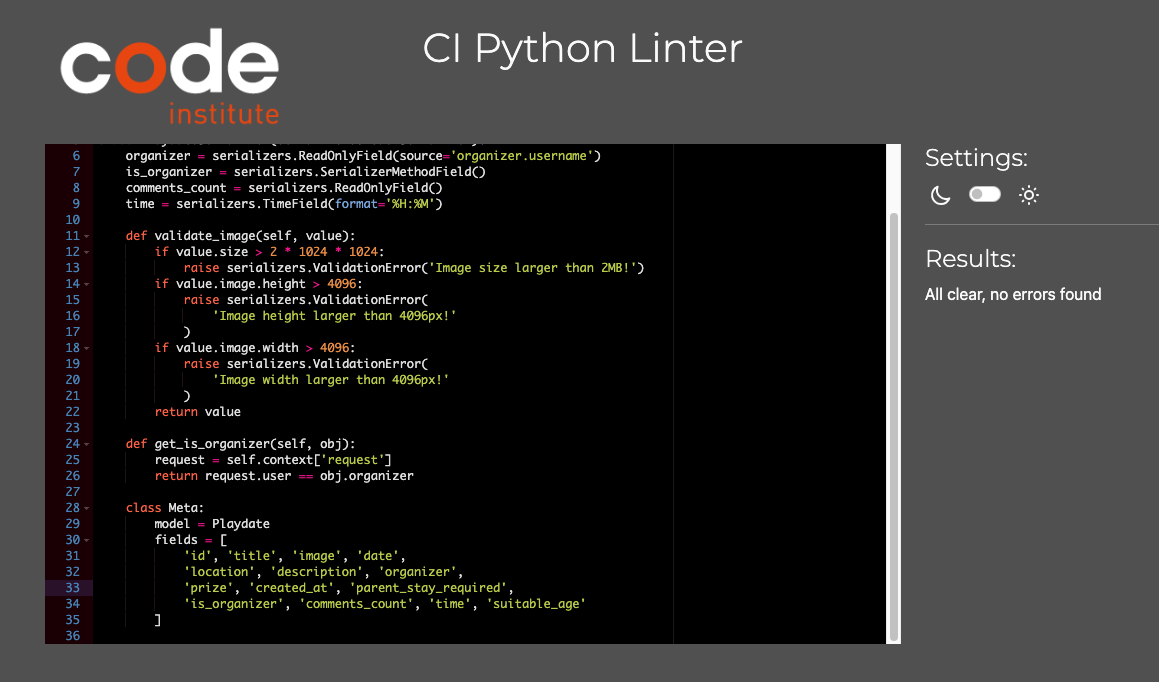 code
institute
CI Python Linter
6 organizer = serializers.ReadOnlyField(source='organizer.username')
7 is_organizer = serializers.SerializerMethodField()
8 comments_count = serializers.ReadOnlyField()
9 time = serializers.TimeField(format='%H:%M')
10
11 def validate_image(self, value):
12 if value.size > 2 * 1024 * 1024:
13 raise serializers.ValidationError('Image size larger than 2MB!')
14 if value.image.height > 4096:
15 raise serializers.ValidationError(
16 'Image height larger than 4096px!'
17 )
18 if value.image.width > 4096:
19 raise serializers.ValidationError(
20 'Image width larger than 4096px!'
21 )
22 return value
23
24 def get_is_organizer(self, obj):
25 request = self.context['request']
26 return request.user == obj.organizer
27
28 class Meta:
29 model = Playdate
30 fields = [
31 'id', 'title', 'image', 'date',
32 'location', 'description', 'organizer',
33 'prize', 'created_at', 'parent_stay_required',
34 'is_organizer', 'comments_count', 'time', 'suitable_age'
35 ]
36
Settings:
Results:
All clear, no errors found